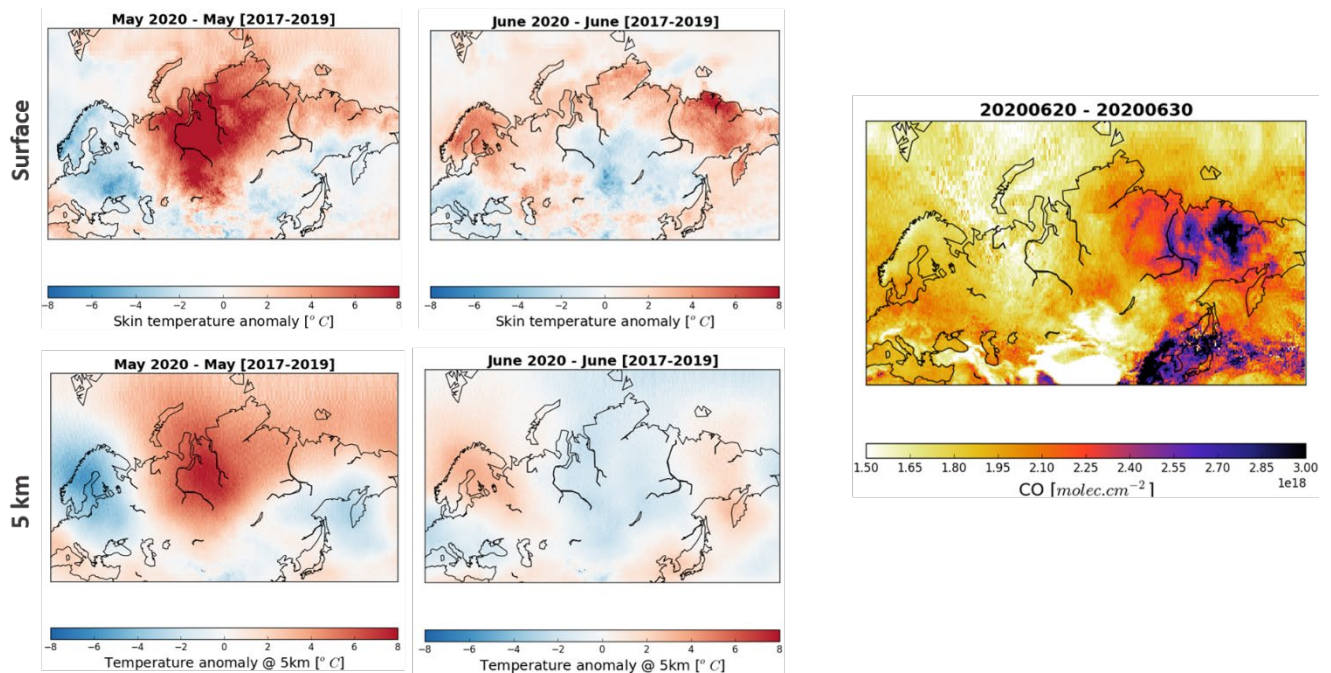 May 2020 - May [2017-2019]
June 2020 - June [2017-2019]
Surface
-8 -6 -4 -2 0 2 4 6 8
Skin temperature anomaly [° C]
-8 -6 -4 -2 0 2 4 6 8
Skin temperature anomaly [° C]
May 2020 - May [2017-2019]
June 2020 - June [2017-2019]
5 km
-8 -6 -4 -2 0 2 4 6 8
Temperature anomaly @ 5km [° C]
-8 -6 -4 -2 0 2 4 6 8
Temperature anomaly @ 5km [° C]
20200620 - 20200630
1.50 1.65 1.80 1.95 2.10 2.25 2.40 2.55 2.70 2.85 3.00
1e18
CO [molec.cm⁻²]